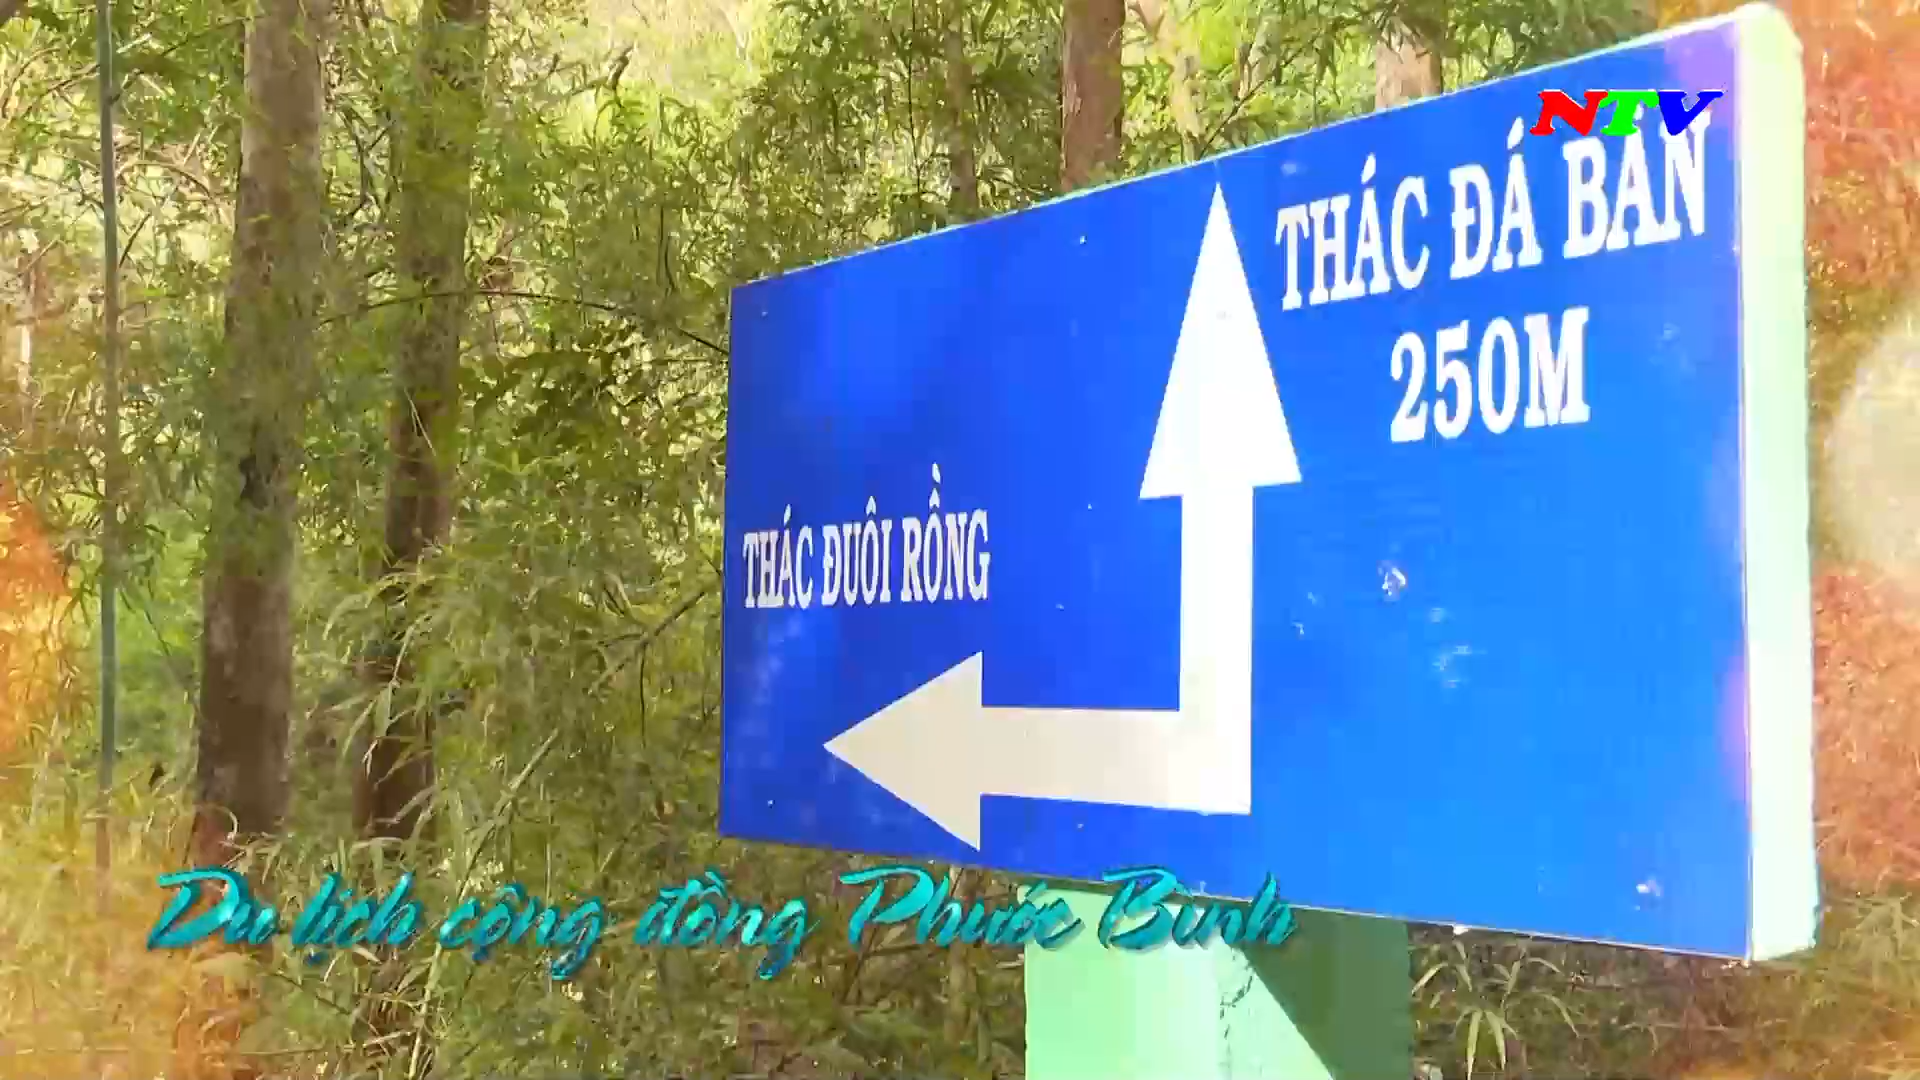 NTV
THÁC ĐÁ BÀN
250M
THÁC ĐUÔI RỒNG
Du lịch cộng đồng Phước Bình